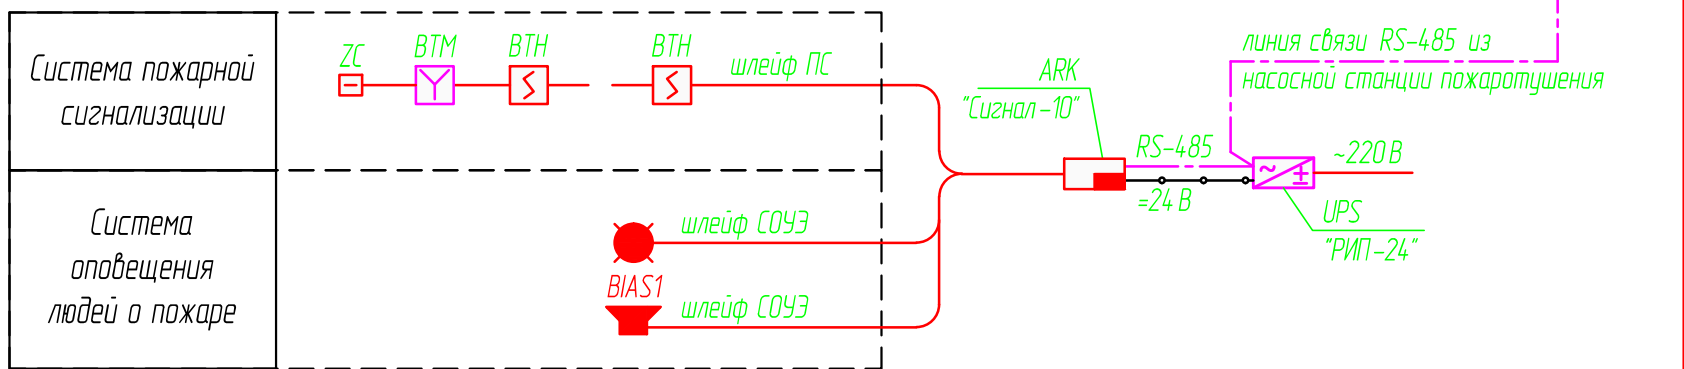 Система пожарной
сигнализации
ZC
BTM
BTH
BTH
шлейф ПС
ARK
"Сигнал-10"
линия связи RS-485 из
насосной станции пожаротушения
RS-485
=24 В
~220 В
UPS
"РИП-24"
Система
оповещения
людей о пожаре
шлейф СОУЭ
BIAS1
шлейф СОУЭ